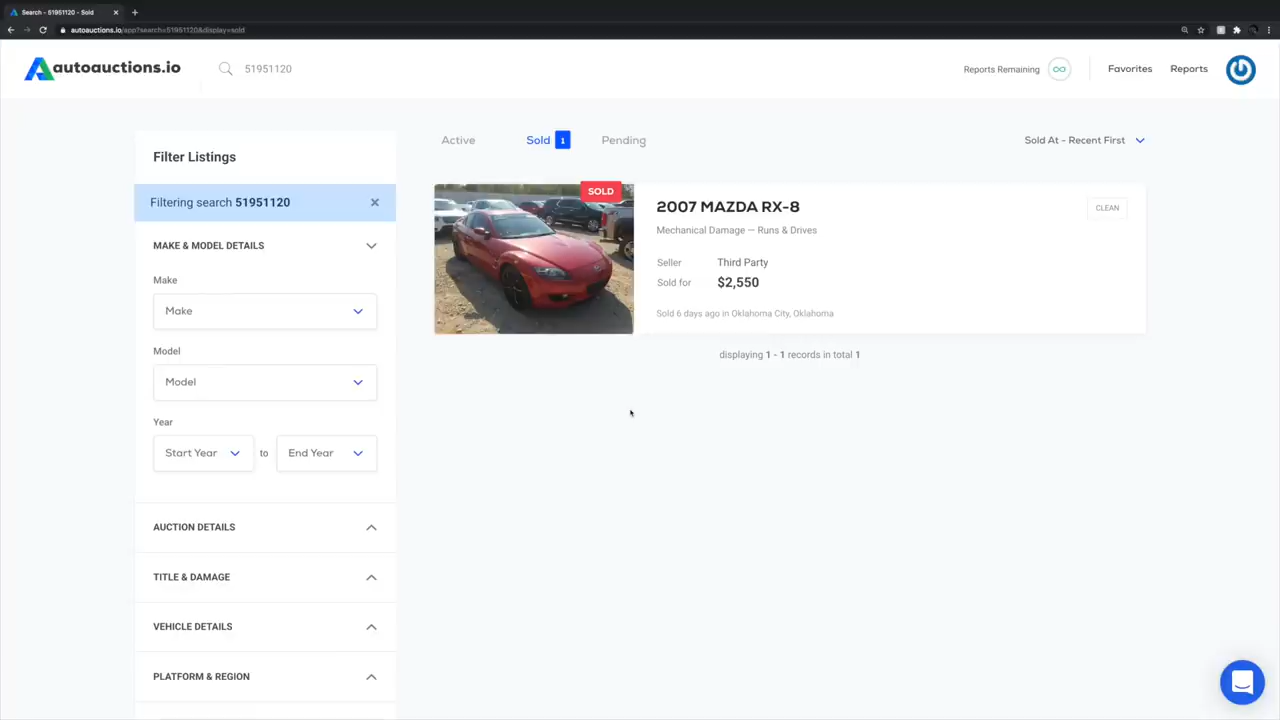 Search - 51951120 - Sold
autoauctions.io/app?search=51951120&display=sold
autoauctions.io
51951120
Reports Remaining
Favorites
Reports
Filter Listings
Filtering search 51951120
MAKE & MODEL DETAILS
Make
Make
Model
Model
Year
Start Year
to
End Year
AUCTION DETAILS
TITLE & DAMAGE
VEHICLE DETAILS
PLATFORM & REGION
Active
Sold 1
Pending
Sold At - Recent First
SOLD
2007 MAZDA RX-8
CLEAN
Mechanical Damage — Runs & Drives
Seller Third Party
Sold for $2,550
Sold 6 days ago in Oklahoma City, Oklahoma
displaying 1 - 1 records in total 1